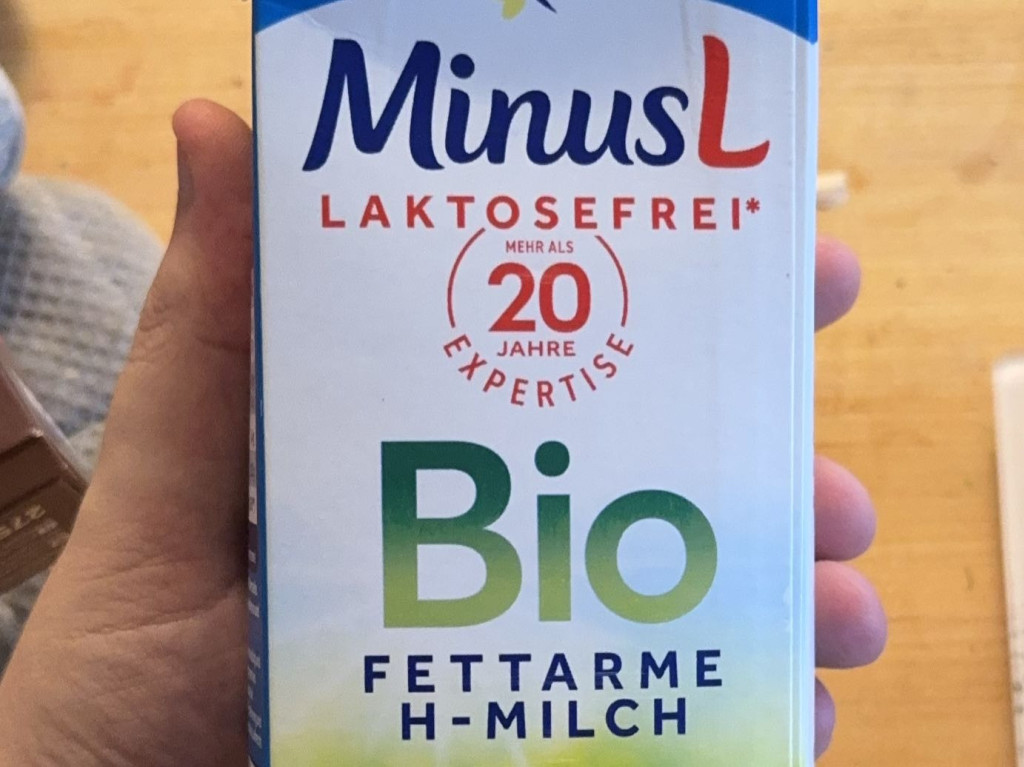 MinusL
LAKTOSEFREI*
MEHR ALS
20
JAHRE
EXPERTISE
Bio
FETTARME
H-MILCH